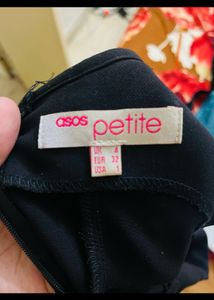 asos petite
UK 4
EUR 32
USA 1